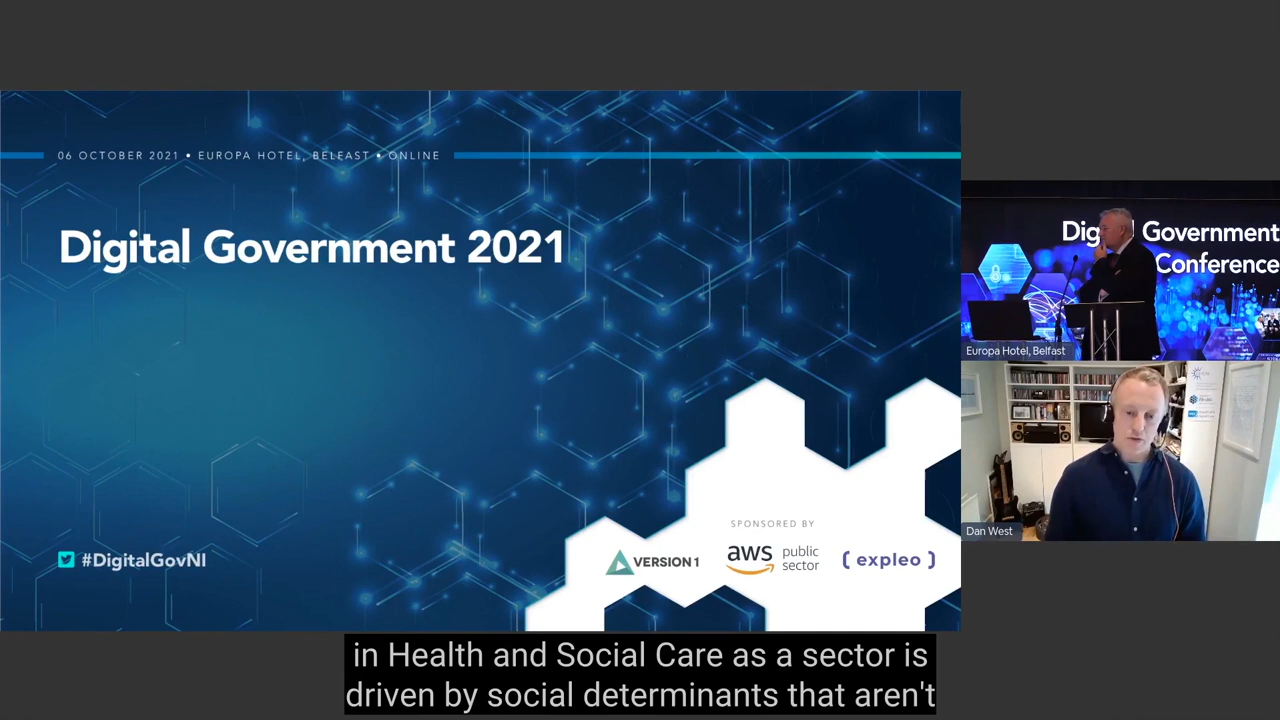 06 OCTOBER 2021 • EUROPA HOTEL, BELFAST • ONLINE
Digital Government 2021
#DigitalGovNI
SPONSORED BY
VERSION 1
aws public sector
( expleo )
Digital Government
Conference
Europa Hotel, Belfast
Dan West
in Health and Social Care as a sector is
driven by social determinants that aren't